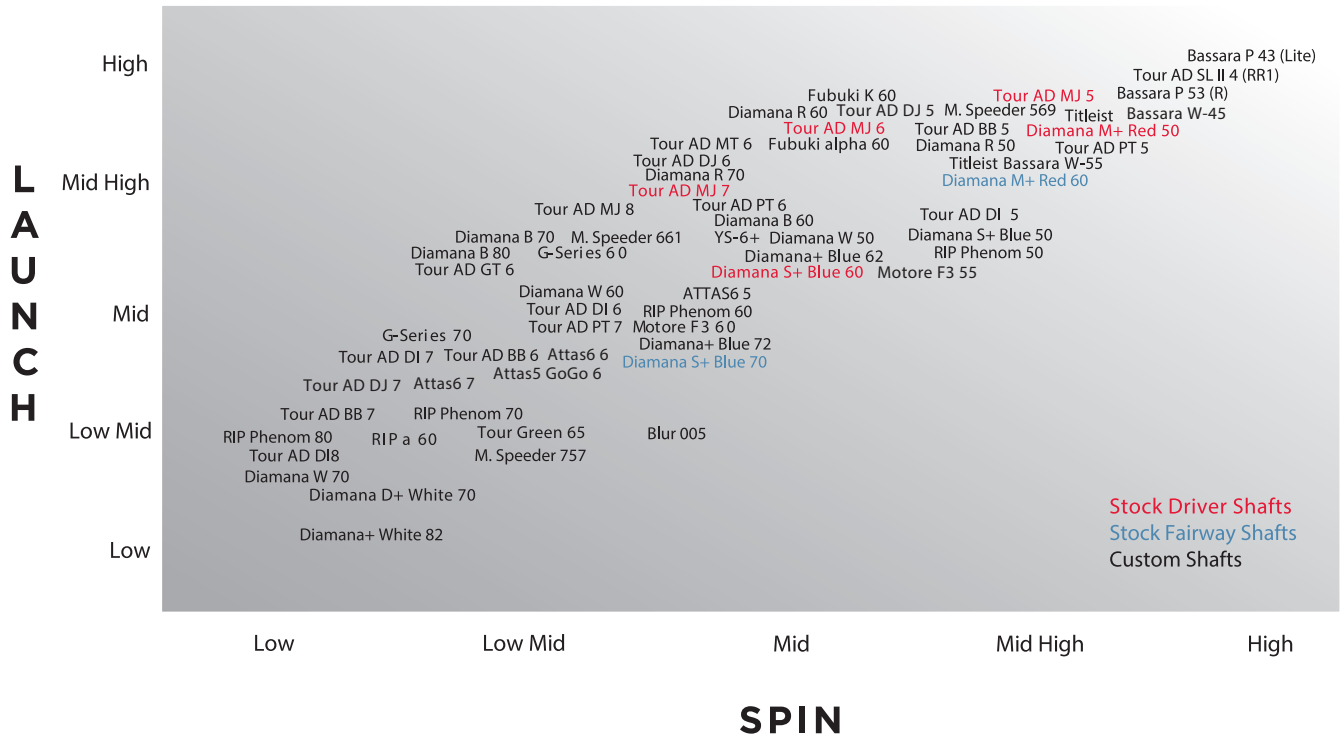 High
Mid High
Mid
Low Mid
Low
LAUNCH
Bassara P 43 (Lite)
Tour AD SL II 4 (RR1)
Fubuki K 60
Tour AD MJ 5
Bassara P 53 (R)
Diamana R 60
Tour AD DJ 5
M. Speeder 569
Titleist
Bassara W-45
Tour AD MJ 6
Tour AD BB 5
Diamana M+ Red 50
Tour AD MT 6
Fubuki alpha 60
Diamana R 50
Tour AD PT 5
Tour AD DJ 6
Titleist Bassara W-55
Diamana R 70
Diamana M+ Red 60
Tour AD MJ 7
Tour AD MJ 8
Tour AD PT 6
Tour AD DI 5
Diamana B 60
Diamana B 70
M. Speeder 661
YS-6+
Diamana W 50
Diamana S+ Blue 50
Diamana B 80
G-Series 6 0
Diamana+ Blue 62
RIP Phenom 50
Tour AD GT 6
Diamana S+ Blue 60
Motore F3 55
Diamana W 60
ATTAS6 5
Tour AD DI 6
RIP Phenom 60
Tour AD PT 7
Motore F3 6 0
G-Series 70
Diamana+ Blue 72
Tour AD DI 7
Tour AD BB 6
Attas6 6
Diamana S+ Blue 70
Attas5 GoGo 6
Tour AD DJ 7
Attas6 7
Tour AD BB 7
RIP Phenom 70
RIP Phenom 80
RIP a 60
Tour Green 65
Blur 005
Tour AD DI8
M. Speeder 757
Diamana W 70
Diamana D+ White 70
Diamana+ White 82
Stock Driver Shafts
Stock Fairway Shafts
Custom Shafts
Low
Low Mid
Mid
Mid High
High
SPIN